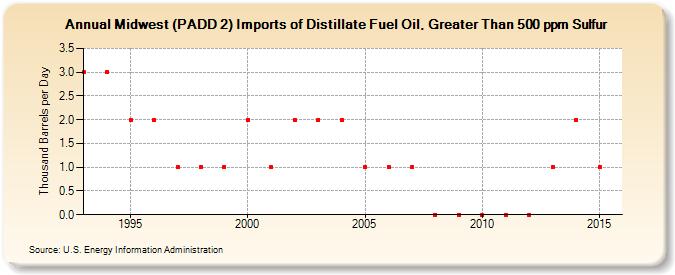 Annual Midwest (PADD 2) Imports of Distillate Fuel Oil, Greater Than 500 ppm Sulfur
Thousand Barrels per Day
3.5
3.0
2.5
2.0
1.5
1.0
0.5
0.0
1995 2000 2005 2010 2015
Source: U.S. Energy Information Administration